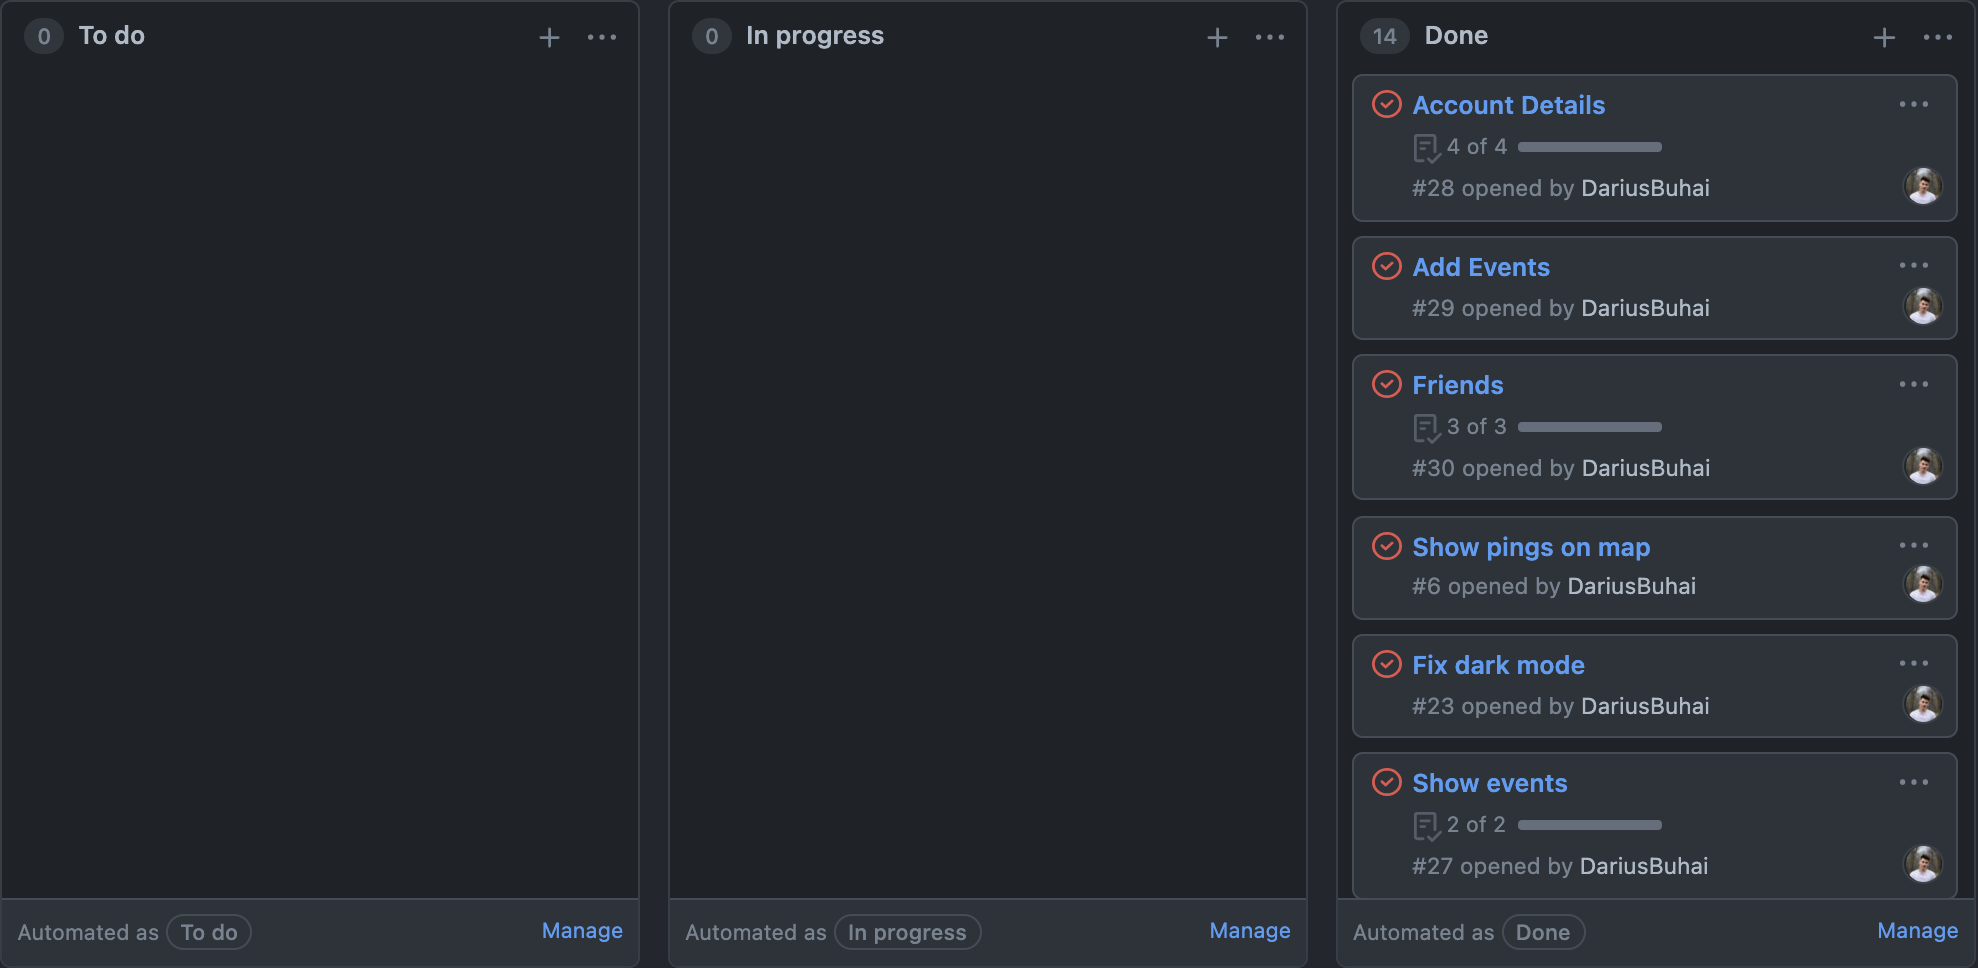 0 To do
Automated as To do Manage
0 In progress
Automated as In progress Manage
14 Done
Account Details
4 of 4
#28 opened by DariusBuhai
Add Events
#29 opened by DariusBuhai
Friends
3 of 3
#30 opened by DariusBuhai
Show pings on map
#6 opened by DariusBuhai
Fix dark mode
#23 opened by DariusBuhai
Show events
2 of 2
#27 opened by DariusBuhai
Automated as Done Manage